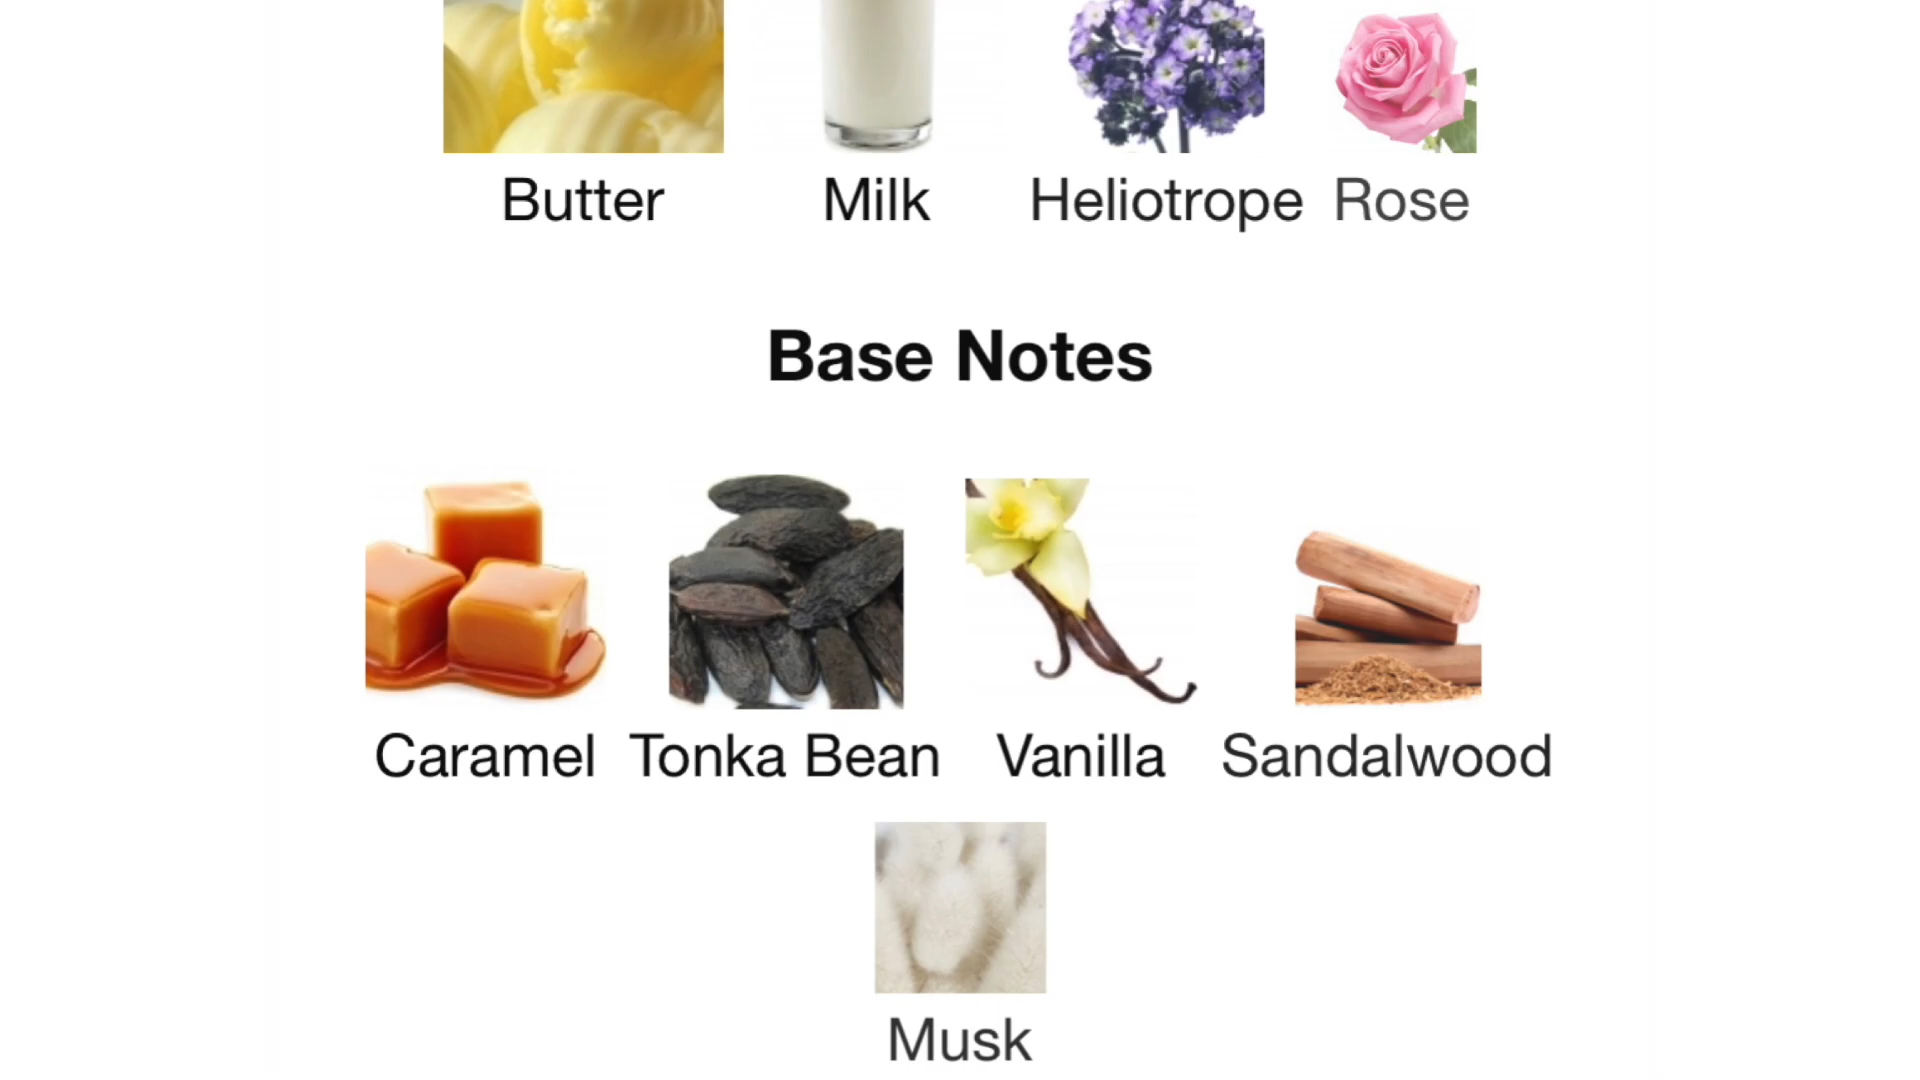 Butter Milk Heliotrope Rose
Base Notes
Caramel Tonka Bean Vanilla Sandalwood
Musk